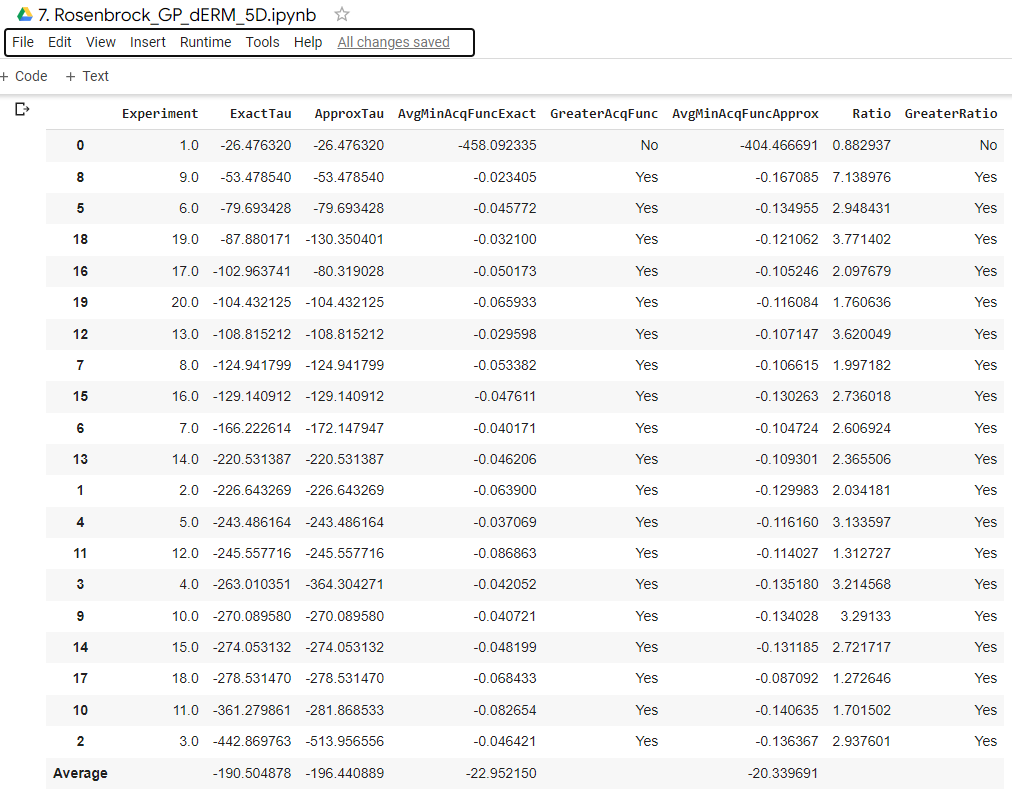 7. Rosenbrock_GP_dERM_5D.ipynb
File Edit View Insert Runtime Tools Help All changes saved
+ Code + Text
Experiment ExactTau ApproxTau AvgMinAcqFuncExact GreaterAcqFunc AvgMinAcqFuncApprox Ratio GreaterRatio
0 1.0 -26.476320 -26.476320 -458.092335 No -404.466691 0.882937 No
8 9.0 -53.478540 -53.478540 -0.023405 Yes -0.167085 7.138976 Yes
5 6.0 -79.693428 -79.693428 -0.045772 Yes -0.134955 2.948431 Yes
18 19.0 -87.880171 -130.350401 -0.032100 Yes -0.121062 3.771402 Yes
16 17.0 -102.963741 -80.319028 -0.050173 Yes -0.105246 2.097679 Yes
19 20.0 -104.432125 -104.432125 -0.065933 Yes -0.116084 1.760636 Yes
12 13.0 -108.815212 -108.815212 -0.029598 Yes -0.107147 3.620049 Yes
7 8.0 -124.941799 -124.941799 -0.053382 Yes -0.106615 1.997182 Yes
15 16.0 -129.140912 -129.140912 -0.047611 Yes -0.130263 2.736018 Yes
6 7.0 -166.222614 -172.147947 -0.040171 Yes -0.104724 2.606924 Yes
13 14.0 -220.531387 -220.531387 -0.046206 Yes -0.109301 2.365506 Yes
1 2.0 -226.643269 -226.643269 -0.063900 Yes -0.129983 2.034181 Yes
4 5.0 -243.486164 -243.486164 -0.037069 Yes -0.116160 3.133597 Yes
11 12.0 -245.557716 -245.557716 -0.086863 Yes -0.114027 1.312727 Yes
3 4.0 -263.010351 -364.304271 -0.042052 Yes -0.135180 3.214568 Yes
9 10.0 -270.089580 -270.089580 -0.040721 Yes -0.134028 3.29133 Yes
14 15.0 -274.053132 -274.053132 -0.048199 Yes -0.131185 2.721717 Yes
17 18.0 -278.531470 -278.531470 -0.068433 Yes -0.087092 1.272646 Yes
10 11.0 -361.279861 -281.868533 -0.082654 Yes -0.140635 1.701502 Yes
2 3.0 -442.869763 -513.956556 -0.046421 Yes -0.136367 2.937601 Yes
Average -190.504878 -196.440889 -22.952150 -20.339691